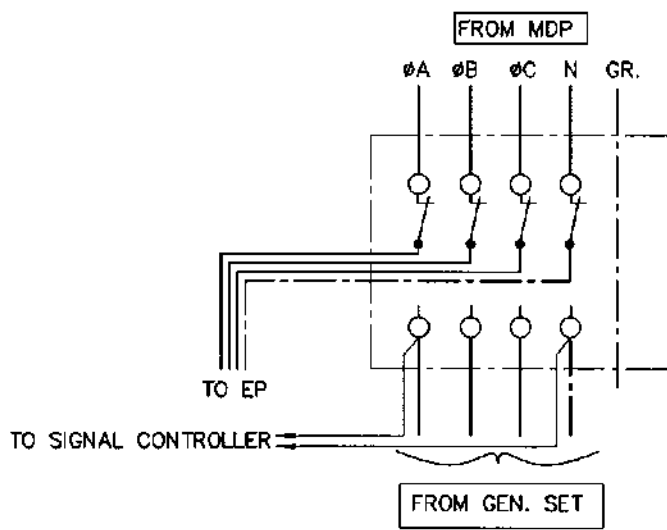 FROM MDP
øA øB øC N GR.
TO EP
TO SIGNAL CONTROLLER
FROM GEN. SET